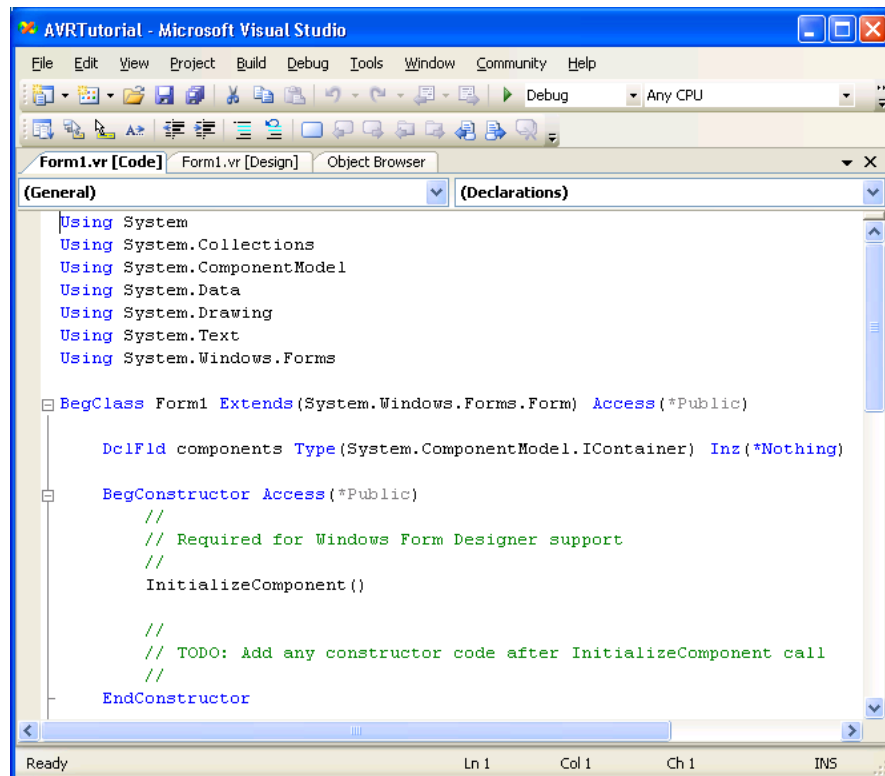 AVRTutorial - Microsoft Visual Studio
File Edit View Project Build Debug Tools Window Community Help
Debug Any CPU
A
Form1.vr [Code] Form1.vr [Design] Object Browser
(General) (Declarations)
Using System
Using System.Collections
Using System.ComponentModel
Using System.Data
Using System.Drawing
Using System.Text
Using System.Windows.Forms
BegClass Form1 Extends(System.Windows.Forms.Form) Access(*Public)
DclFld components Type(System.ComponentModel.IContainer) Inz(*Nothing)
BegConstructor Access(*Public)
//
// Required for Windows Form Designer support
//
InitializeComponent()
//
// TODO: Add any constructor code after InitializeComponent call
//
EndConstructor
Ready Ln 1 Col 1 Ch 1 INS